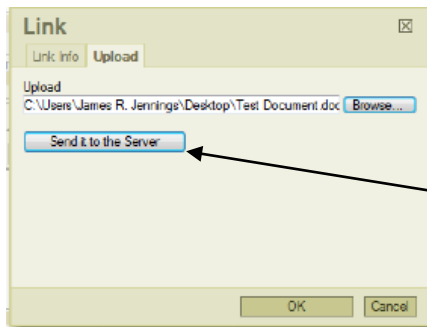 Link
Link Info Upload
Upload
C:\Users\James R. Jennings\Desktop\Test Document.doc Browse...
Send it to the Server
OK Cancel